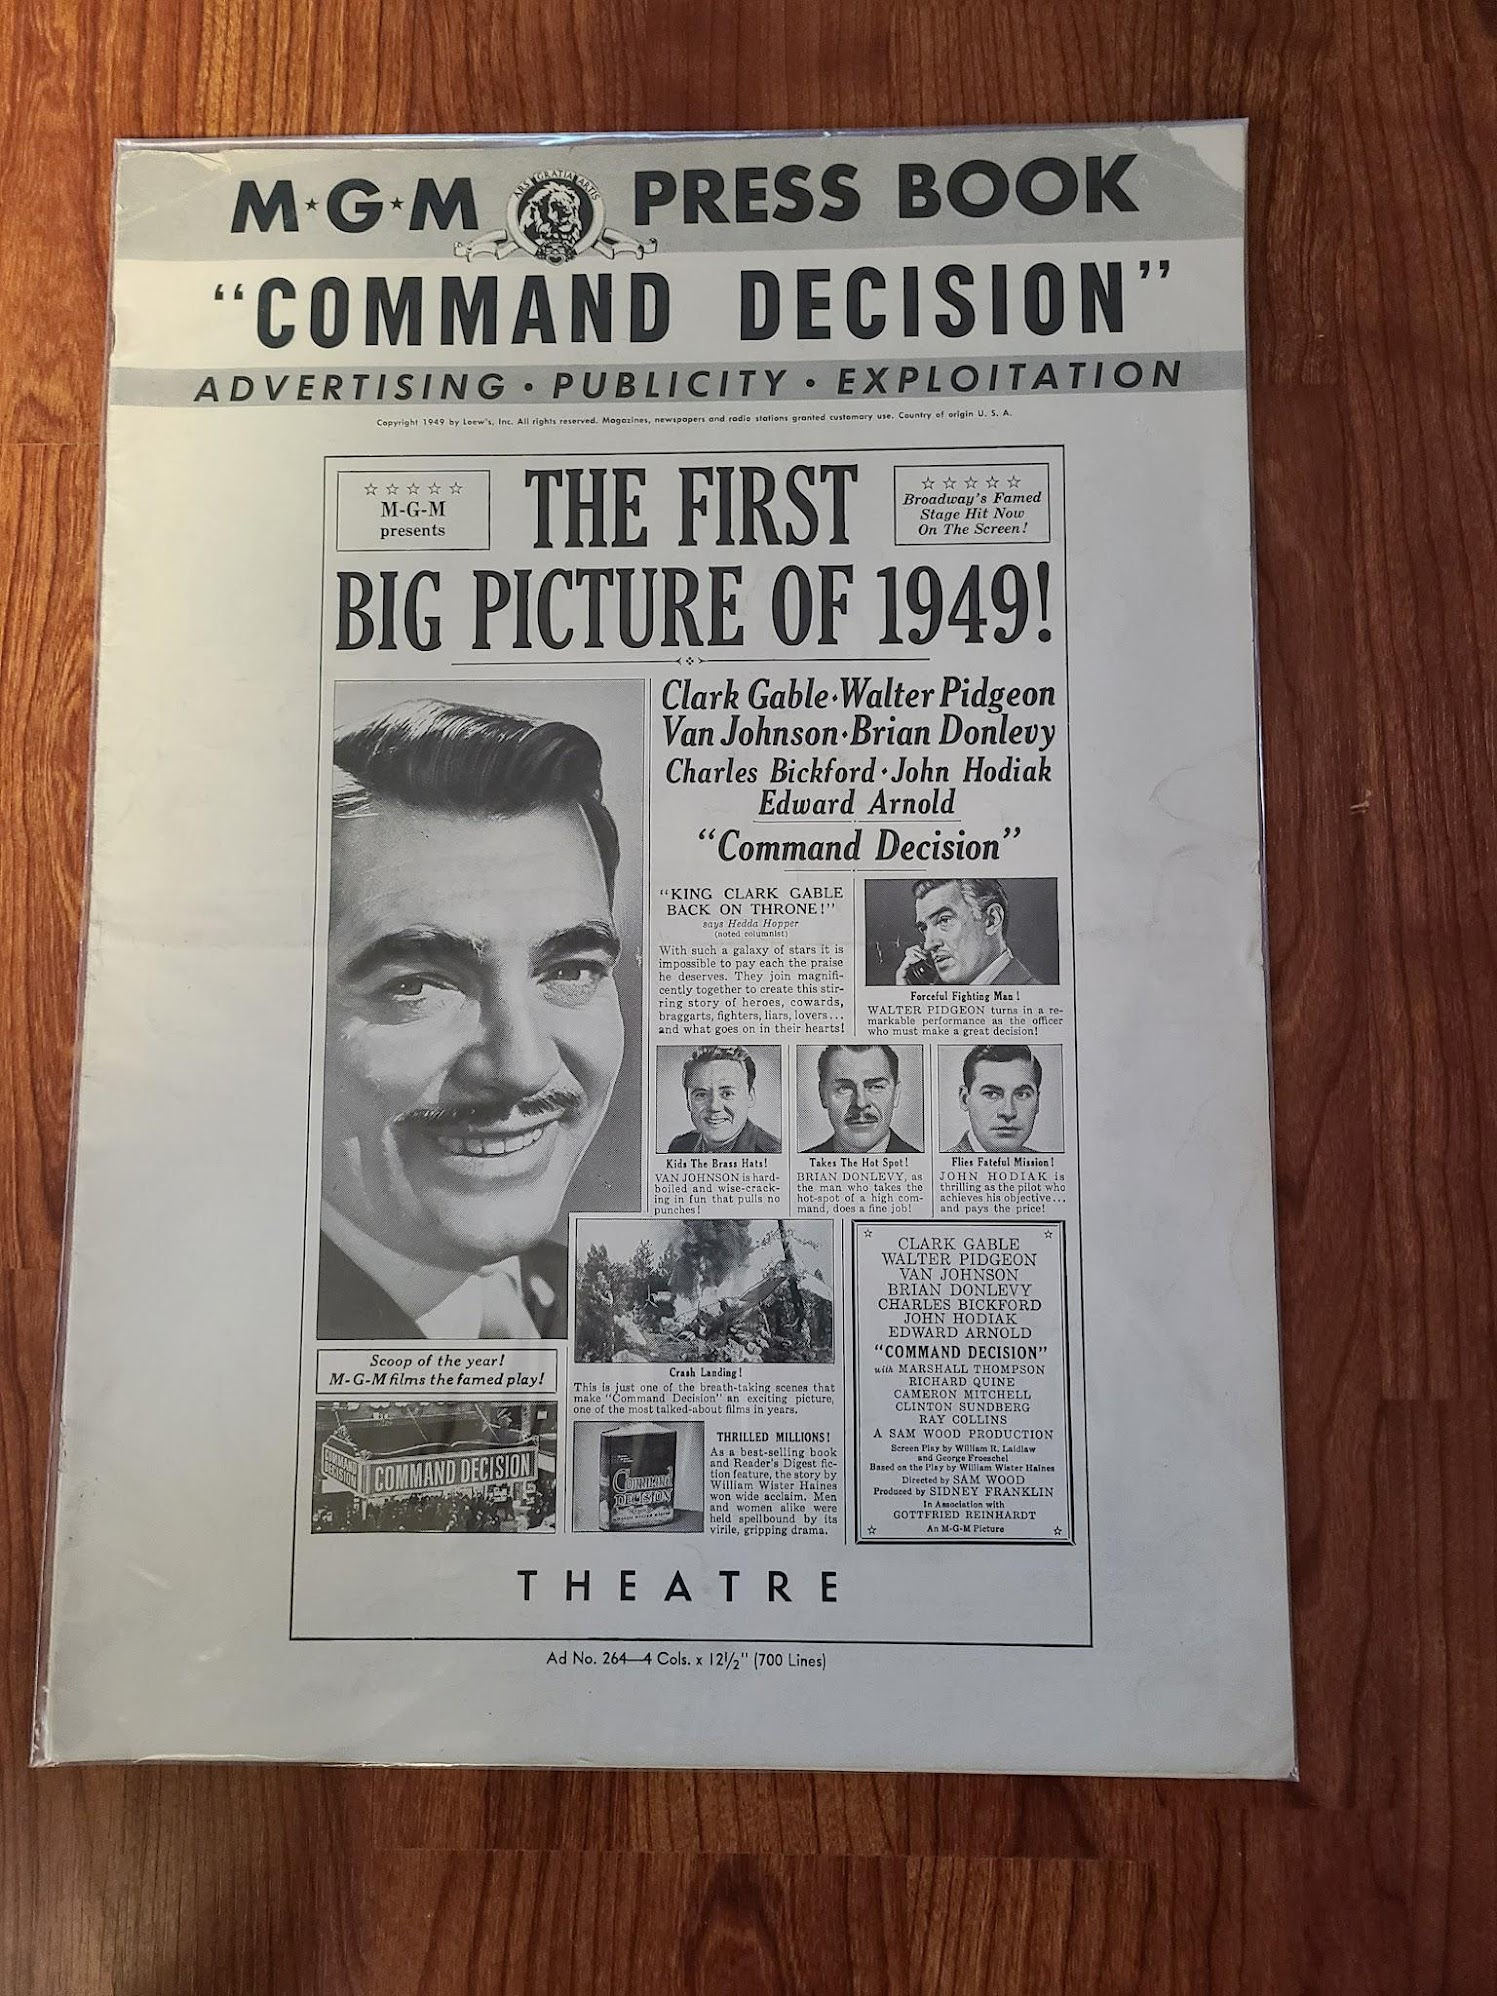 M★G★M
ARS GRATIA ARTIS
PRESS BOOK
“COMMAND DECISION”
ADVERTISING • PUBLICITY • EXPLOITATION
Copyright 1949 by Loew's, Inc. All rights reserved. Magazines, newspapers and radio stations granted customary use. Country of origin U. S. A.
☆ ☆ ☆ ☆ ☆
M-G-M
presents
THE FIRST
☆ ☆ ☆ ☆ ☆
Broadway's Famed
Stage Hit Now
On The Screen!
BIG PICTURE OF 1949!
Clark Gable·Walter Pidgeon
Van Johnson·Brian Donlevy
Charles Bickford·John Hodiak
Edward Arnold
“Command Decision”
“KING CLARK GABLE
BACK ON THRONE!”
says Hedda Hopper
(noted columnist)
With such a galaxy of stars it is
impossible to pay each the praise
he deserves. They join magnifi-
cently together to create this stir-
ring story of heroes, cowards,
braggarts, fighters, liars, lovers...
and what goes on in their hearts!
Forceful Fighting Man!
WALTER PIDGEON turns in a re-
markable performance as the officer
who must make a great decision!
Kids The Brass Hats!
VAN JOHNSON is hard-
boiled and wise-crack-
ing in fun that pulls no
punches!
Takes The Hot Spot!
BRIAN DONLEVY, as
the man who takes the
hot-spot of a high com-
mand, does a fine job!
Flies Fateful Mission!
JOHN HODIAK is
thrilling as the pilot who
achieves his objective...
and pays the price!
Scoop of the year!
M-G-M films the famed play!
COMMAND DECISION
COMMAND DECISION
Crash Landing!
This is just one of the breath-taking scenes that
make “Command Decision” an exciting picture,
one of the most talked-about films in years.
COMMAND
DECISION
WILLIAM WISTER HAINES
THRILLED MILLIONS!
As a best-selling book
and Reader's Digest fic-
tion feature, the story by
William Wister Haines
won wide acclaim. Men
and women alike were
held spellbound by its
virile, gripping drama.
CLARK GABLE
WALTER PIDGEON
VAN JOHNSON
BRIAN DONLEVY
CHARLES BICKFORD
JOHN HODIAK
EDWARD ARNOLD
“COMMAND DECISION”
with MARSHALL THOMPSON
RICHARD QUINE
CAMERON MITCHELL
CLINTON SUNDBERG
RAY COLLINS
A SAM WOOD PRODUCTION
Screen Play by William R. Laidlaw
and George Froeschel
Based on the Play by William Wister Haines
Directed by SAM WOOD
Produced by SIDNEY FRANKLIN
In Association with
GOTTFRIED REINHARDT
An M-G-M Picture
THEATRE
Ad No. 264—4 Cols. x 12½" (700 Lines)